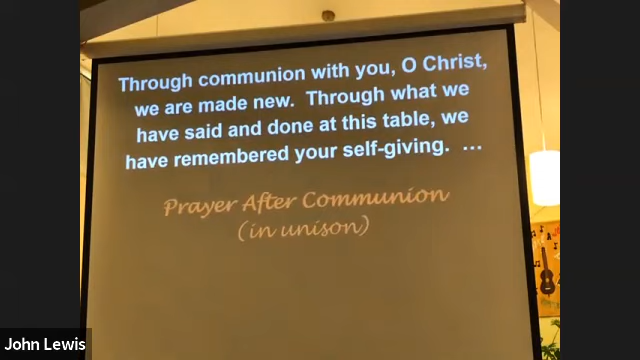 Through communion with you, O Christ,
we are made new.  Through what we
have said and done at this table, we
have remembered your self-giving.  ...
Prayer After Communion
(in unison)
John Lewis